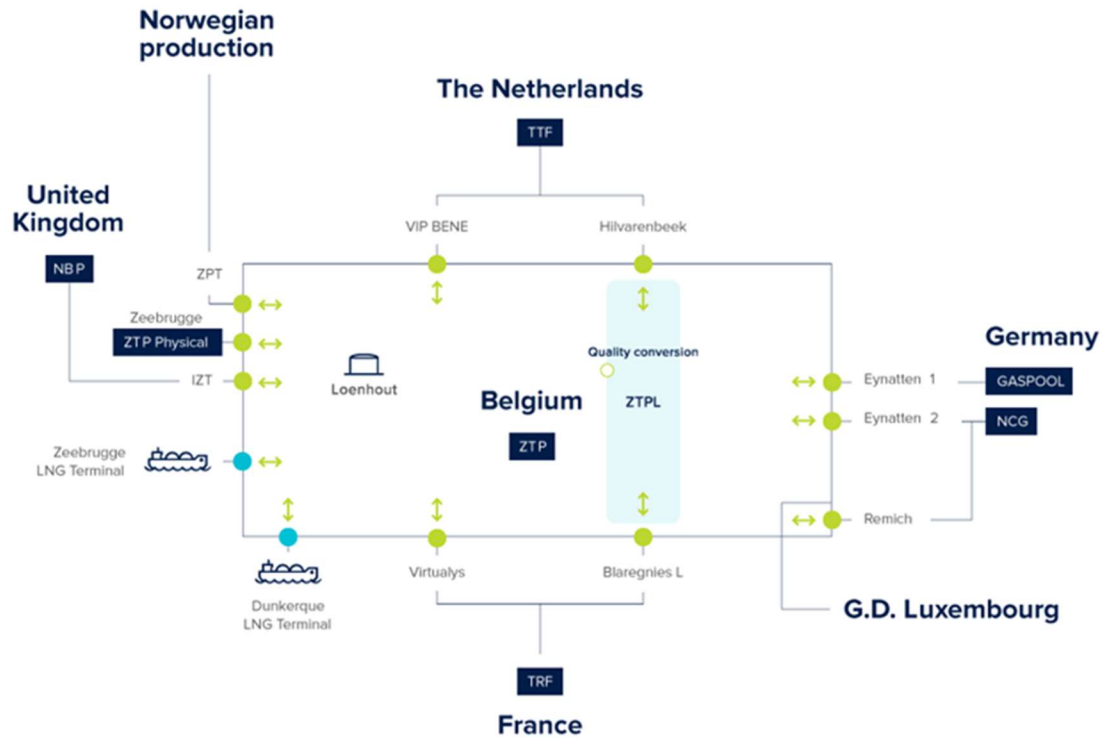 Norwegian
production
The Netherlands
TTF
United
Kingdom
NBP
VIP BENE
Hilvarenbeek
ZPT
Zeebrugge
ZTP Physical
IZT
Loenhout
Quality conversion
ZTPL
Belgium
ZTP
Germany
Eynatten 1
GASPOOL
Eynatten 2
NCG
Zeebrugge
LNG Terminal
Remich
Virtualys
Blaregnies L
Dunkerque
LNG Terminal
G.D. Luxembourg
TRF
France